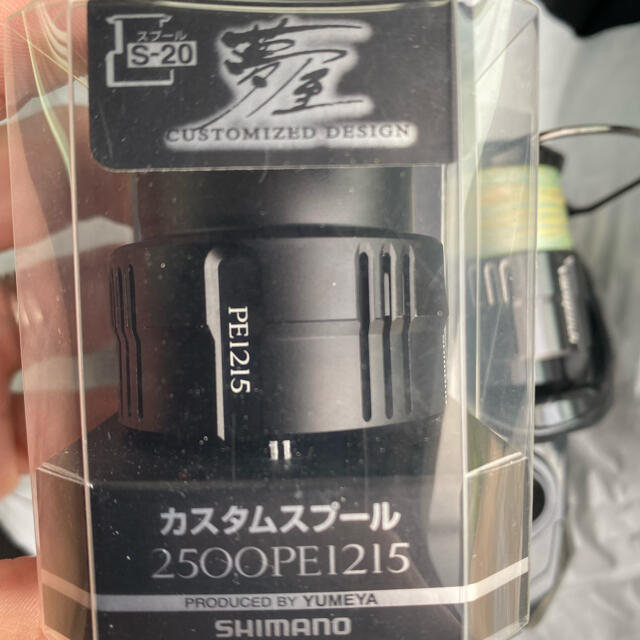 スプール
S-20
夢屋
CUSTOMIZED DESIGN
PE1215
カスタムスプール
2500PE1215
PRODUCED BY YUMEYA
SHIMANO